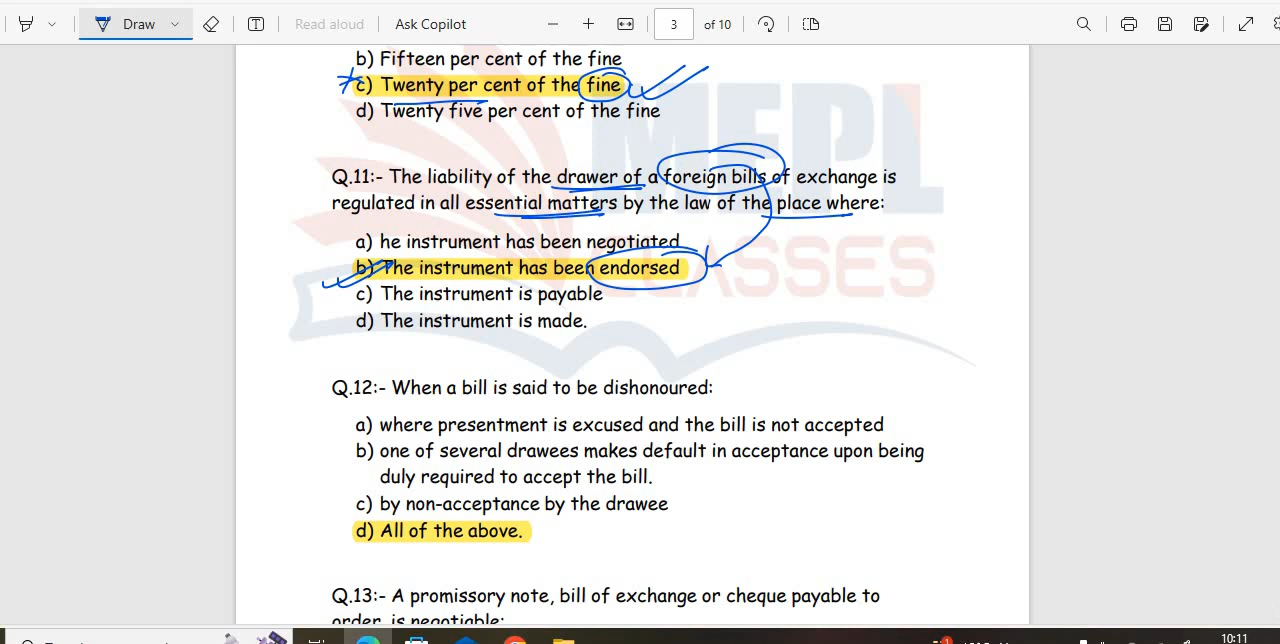 Draw
Read aloud
Ask Copilot
3
of 10
b) Fifteen per cent of the fine
c) Twenty per cent of the fine
d) Twenty five per cent of the fine
MEPL
CLASSES
Q.11:- The liability of the drawer of a foreign bills of exchange is
regulated in all essential matters by the law of the place where:
a) he instrument has been negotiated
b) The instrument has been endorsed
c) The instrument is payable
d) The instrument is made.
Q.12:- When a bill is said to be dishonoured:
a) where presentment is excused and the bill is not accepted
b) one of several drawees makes default in acceptance upon being
duly required to accept the bill.
c) by non-acceptance by the drawee
d) All of the above.
Q.13:- A promissory note, bill of exchange or cheque payable to
order, is negotiable:
10:11